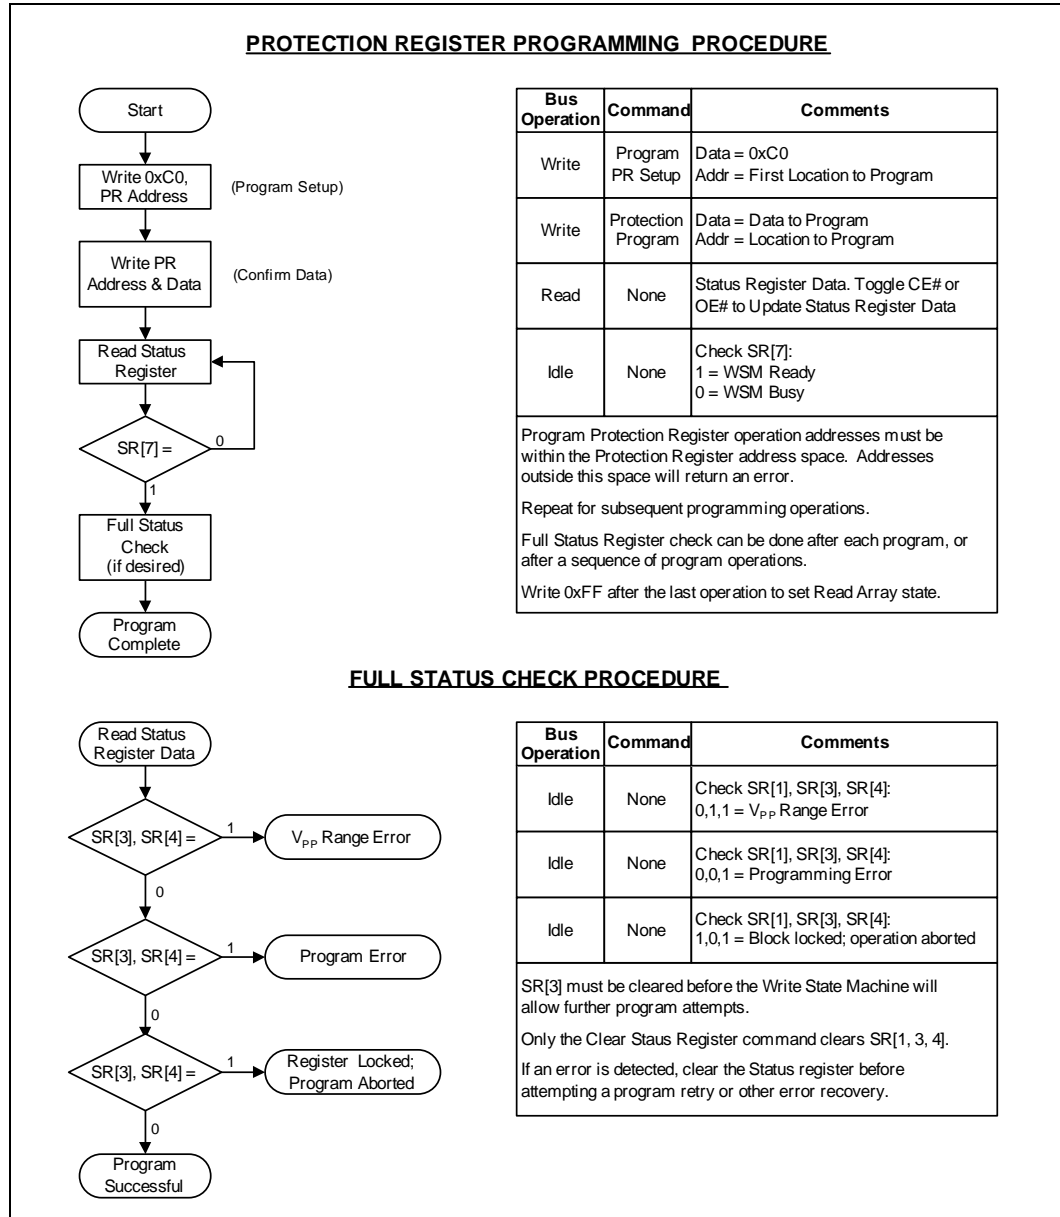 PROTECTION REGISTER PROGRAMMING PROCEDURE
Start
Write 0xC0,
PR Address
(Program Setup)
Write PR
Address & Data
(Confirm Data)
Read Status
Register
SR[7] =
0
1
Full Status
Check
(if desired)
Program
Complete
Bus
Operation
Command
Comments
Write
Program
PR Setup
Data = 0xC0
Addr = First Location to Program
Write
Protection
Program
Data = Data to Program
Addr = Location to Program
Read
None
Status Register Data. Toggle CE# or
OE# to Update Status Register Data
Idle
None
Check SR[7]:
1 = WSM Ready
0 = WSM Busy
Program Protection Register operation addresses must be
within the Protection Register address space. Addresses
outside this space will return an error.
Repeat for subsequent programming operations.
Full Status Register check can be done after each program, or
after a sequence of program operations.
Write 0xFF after the last operation to set Read Array state.
FULL STATUS CHECK PROCEDURE
Read Status
Register Data
SR[3], SR[4] =
1
VPP Range Error
0
SR[3], SR[4] =
1
Program Error
0
SR[3], SR[4] =
1
Register Locked;
Program Aborted
0
Program
Successful
Bus
Operation
Command
Comments
Idle
None
Check SR[1], SR[3], SR[4]:
0,1,1 = VPP Range Error
Idle
None
Check SR[1], SR[3], SR[4]:
0,0,1 = Programming Error
Idle
None
Check SR[1], SR[3], SR[4]:
1,0,1 = Block locked; operation aborted
SR[3] must be cleared before the Write State Machine will
allow further program attempts.
Only the Clear Staus Register command clears SR[1, 3, 4].
If an error is detected, clear the Status register before
attempting a program retry or other error recovery.